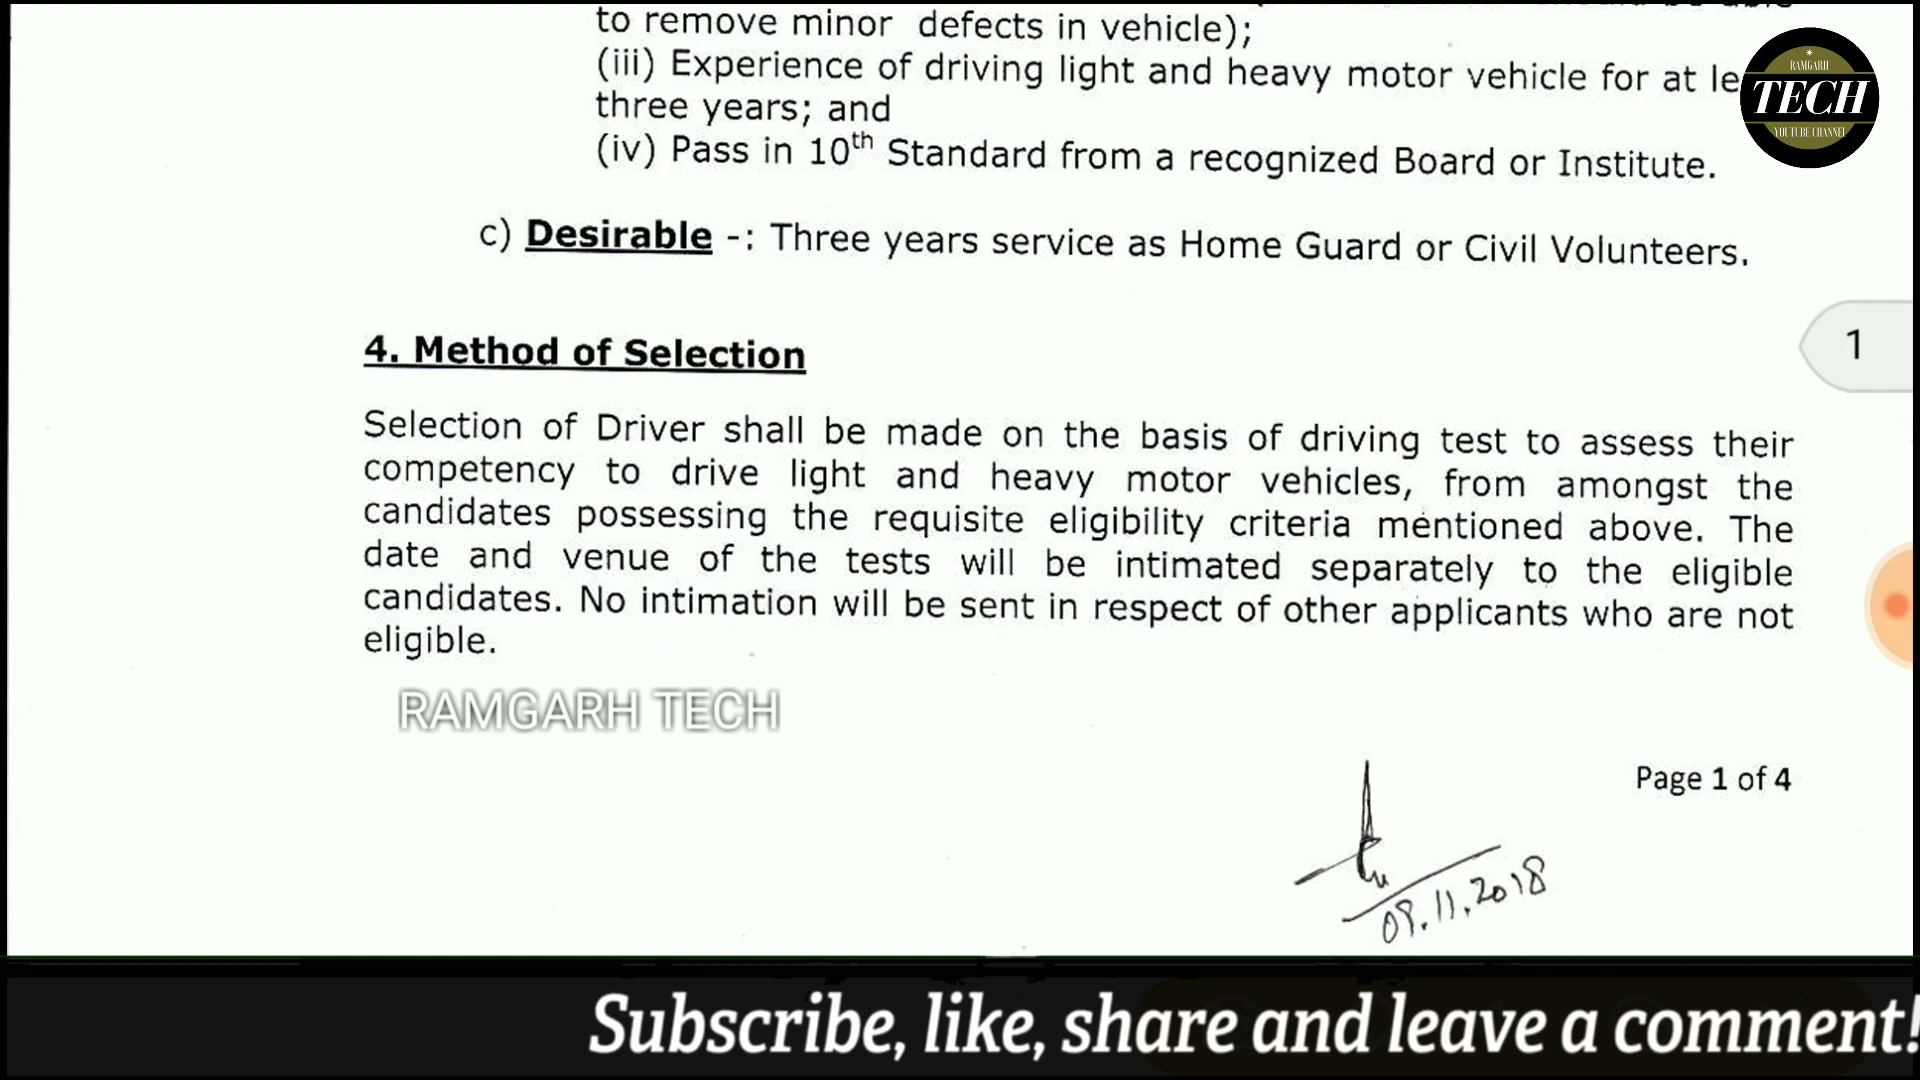 to remove minor defects in vehicle);
(iii) Experience of driving light and heavy motor vehicle for at le
three years; and
(iv) Pass in 10th Standard from a recognized Board or Institute.
c) Desirable -: Three years service as Home Guard or Civil Volunteers.
4. Method of Selection
Selection of Driver shall be made on the basis of driving test to assess their
competency to drive light and heavy motor vehicles, from amongst the
candidates possessing the requisite eligibility criteria mentioned above. The
date and venue of the tests will be intimated separately to the eligible
candidates. No intimation will be sent in respect of other applicants who are not
eligible.
RAMGARH TECH
Page 1 of 4
09.11.2018
RAMGARH
TECH
YOUTUBE CHANNEL
1
Subscribe, like, share and leave a comment!